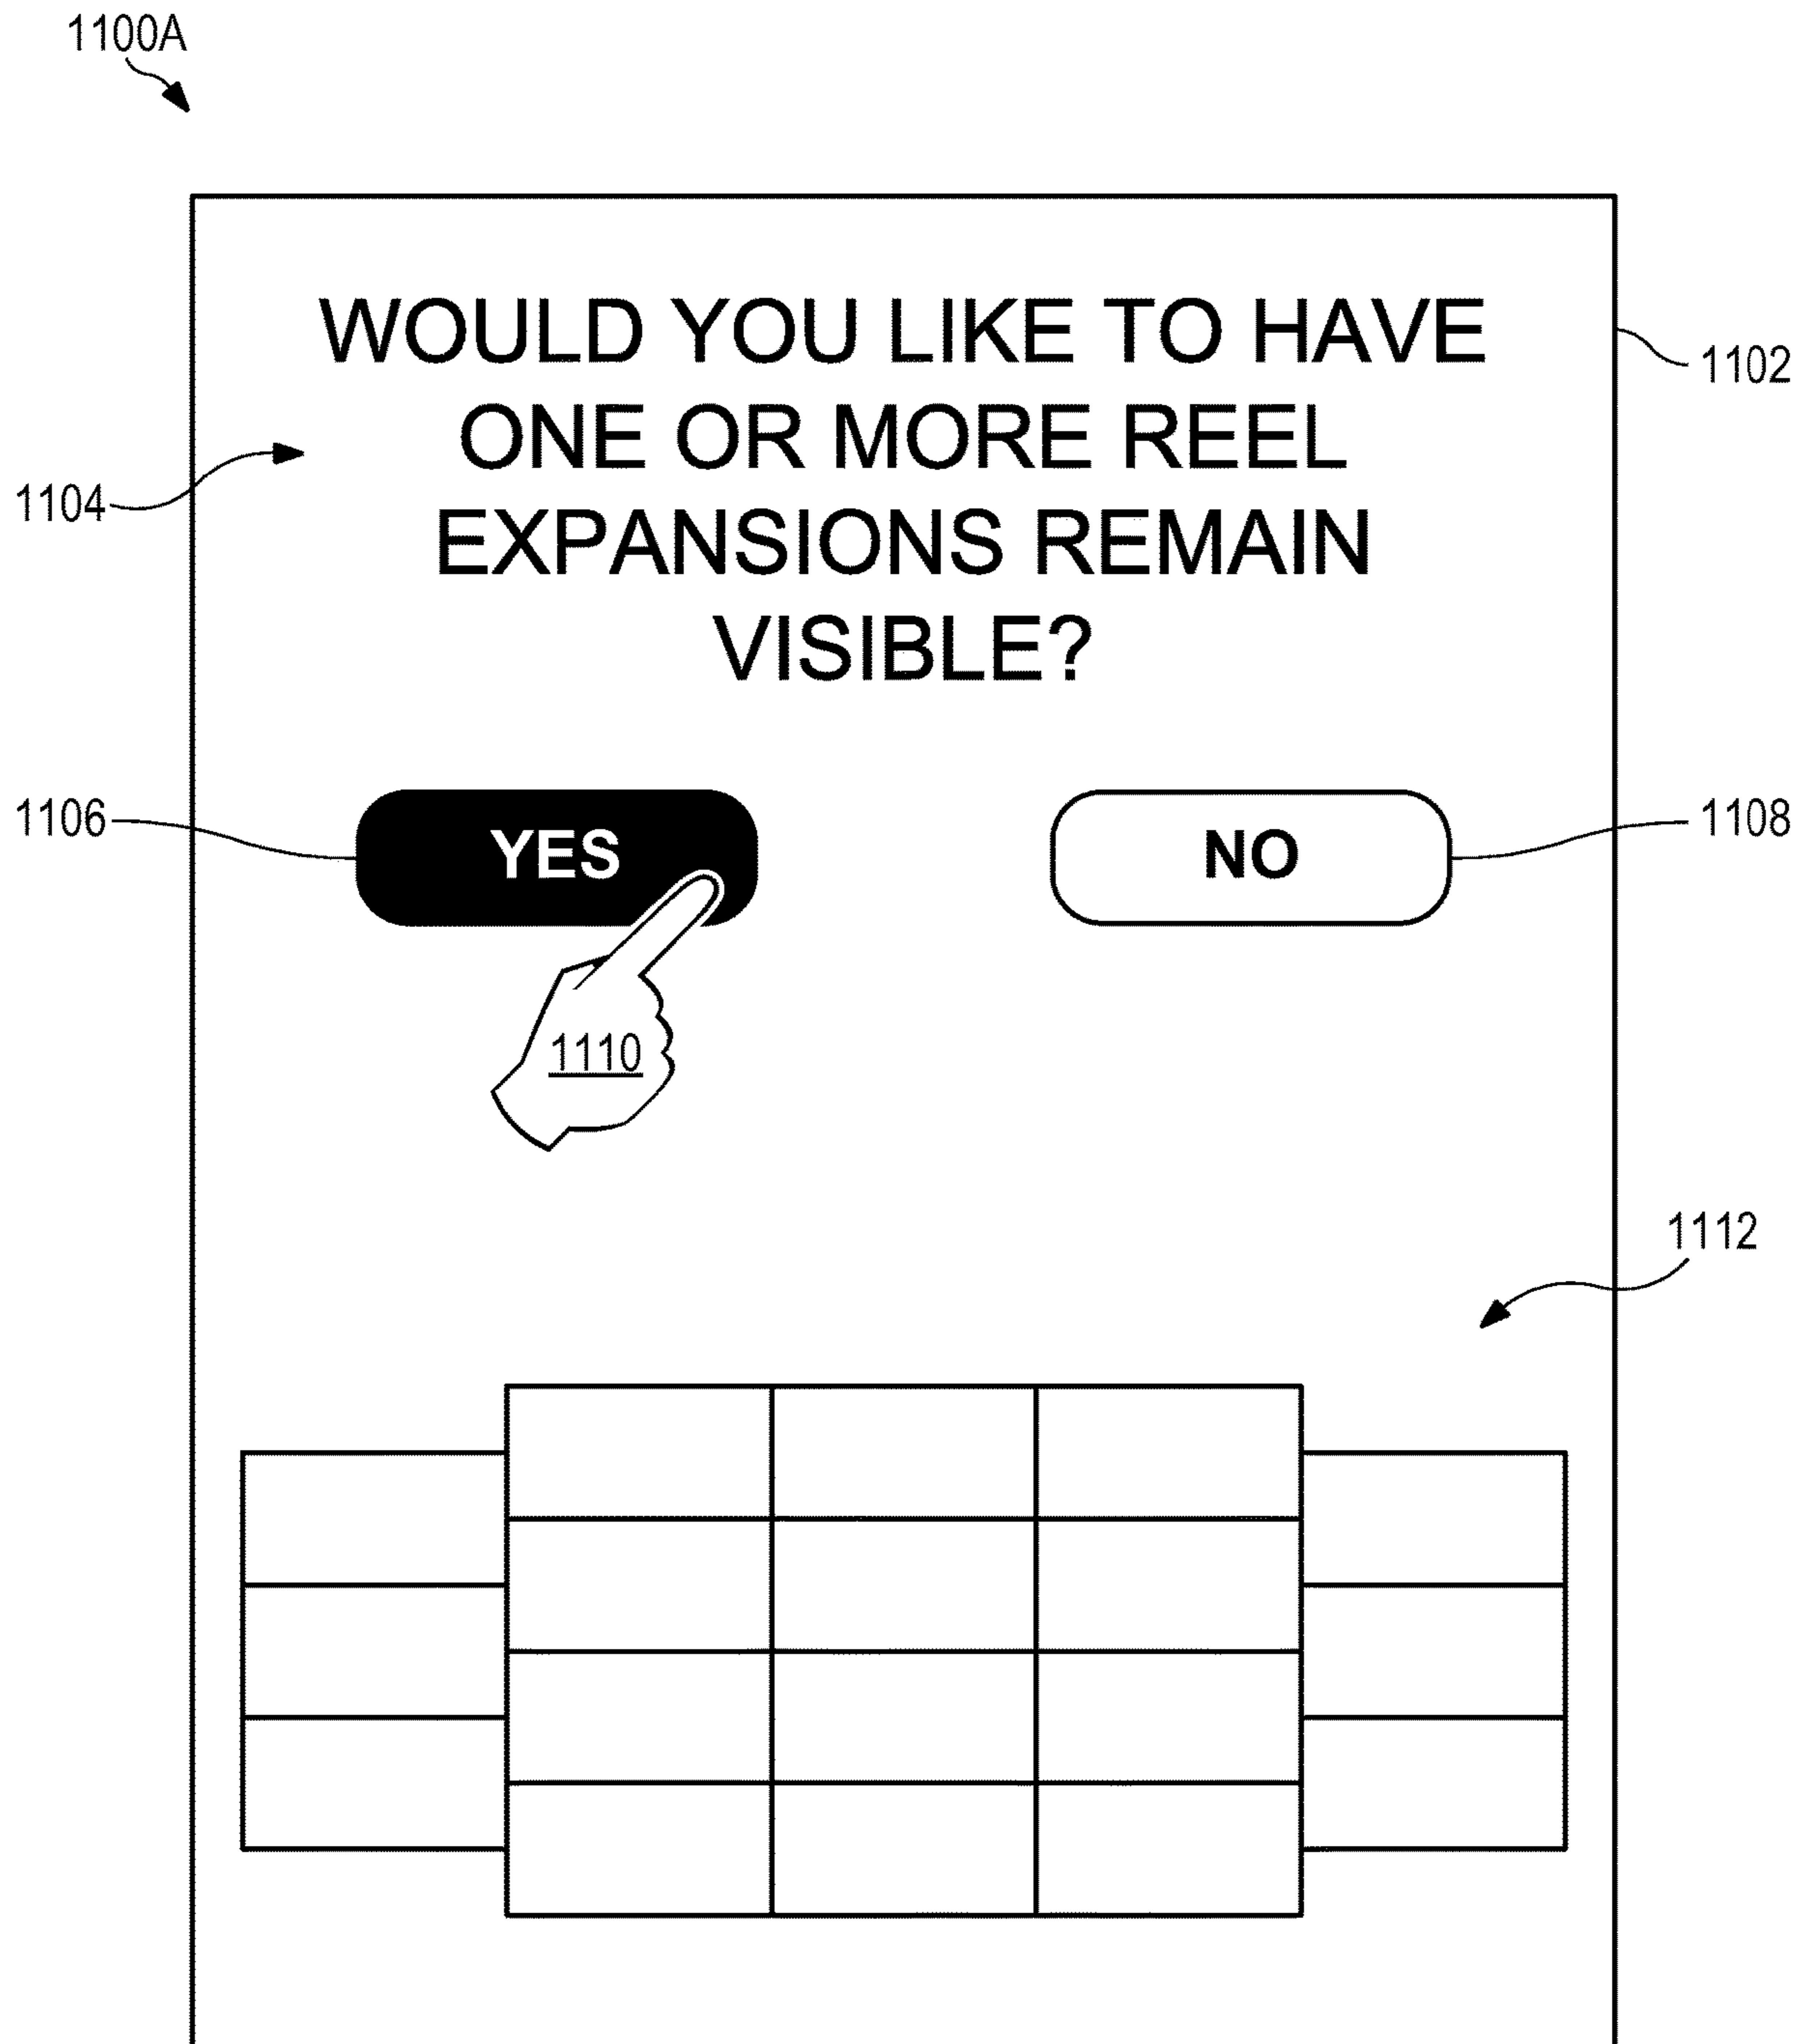 1100A
WOULD YOU LIKE TO HAVE
1102
ONE OR MORE REEL
1104
EXPANSIONS REMAIN
VISIBLE?
1106
YES
NO
1108
1110
1112